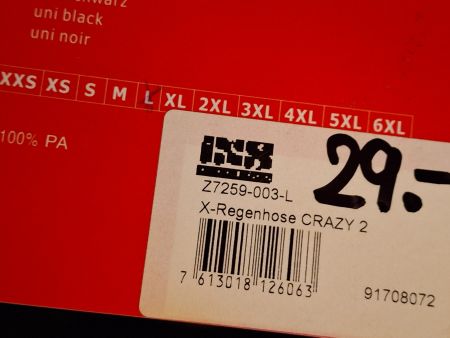 schwarz
uni black
uni noir
XXS XS S M L XL 2XL 3XL 4XL 5XL 6XL
100% PA
29.-
Z7259-003-L
X-Regenhose CRAZY 2
7 613018 126063
91708072